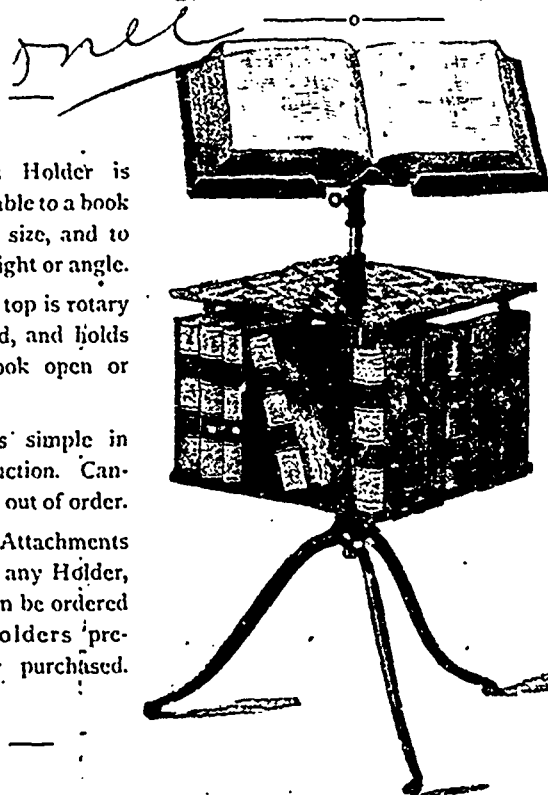 Holder is
able to a book
size, and to
ight or angle.
top is rotary
d, and holds
ook open or
s simple in
uction. Can-
out of order.
Attachments
any Holder,
n be ordered
olders pre-
purchased.